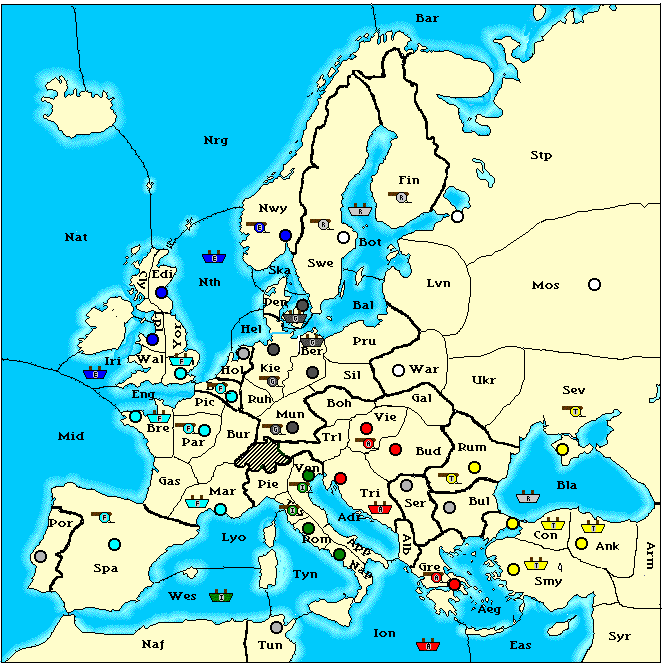 Bar
Nrg
Stp
Fin
Nwy
Nat
Bot
Swe
Ska
Edi
Cly
Nth
Lvn
Mos
Den
Bal
Hel
Lpl
Yor
Pru
Iri
Wal
Hol
Kie
Ber
War
Ukr
Sil
Eng
Bel
Pic
Ruh
Sev
Gal
Boh
Mun
Vie
Bre
Par
Bur
Mid
Trl
Bud
Rum
Gas
Pie
Ven
Mar
Tri
Ser
Bul
Bla
Por
Lyo
Adr
Con
Rom
App
Alb
Ank
Arm
Spa
Tyn
Nap
Gre
Smy
Wes
Aeg
Ion
Eas
Syr
Naf
Tun
E
R
R
R
E
E
F
G
G
G
G
F
F
F
F
F
I
I
I
A
A
A
A
T
T
T
T
T
R